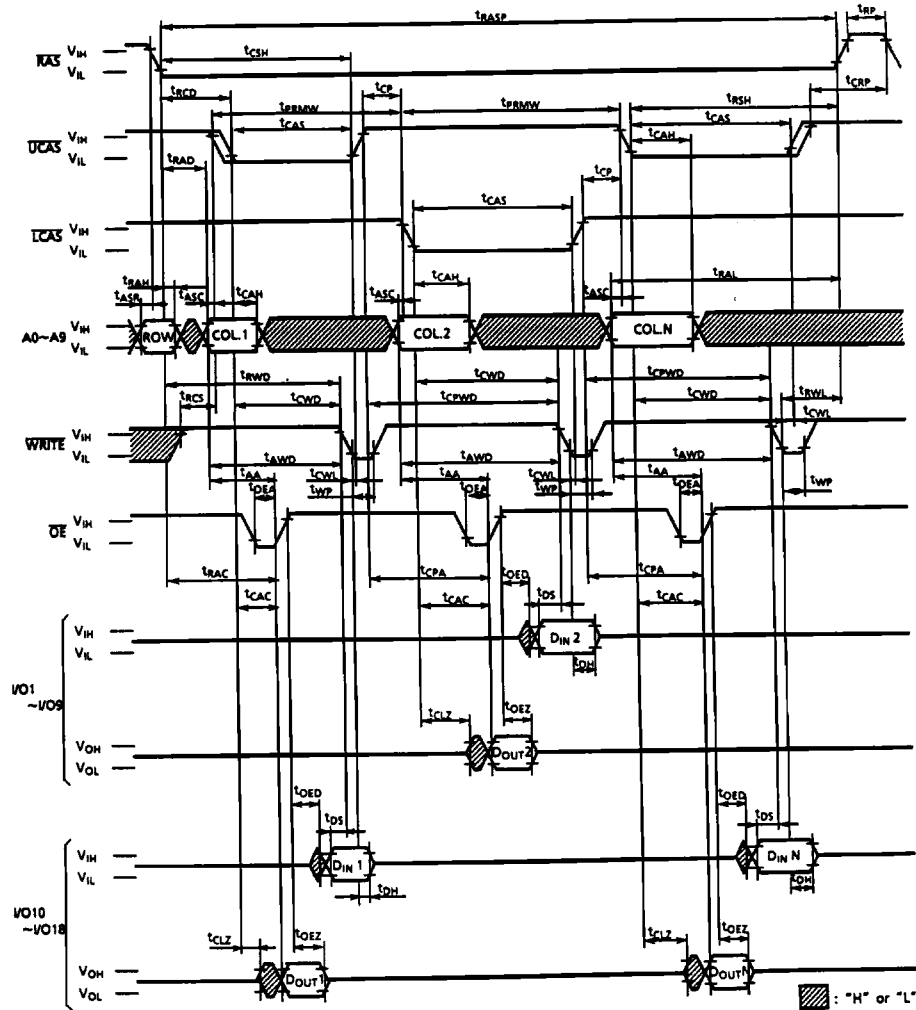 tRASP
tRP
RAS
VIH
VIL
tCSH
tCRP
tRCD
tCP
tPRMW
tPRMW
tRSH
tCAS
tCAS
UCAS
VIH
VIL
tCAH
tRAD
tCP
tCAS
LCAS
VIH
VIL
tRAH
tASR
tASC
tCAH
tASC
tCAH
tASC
tRAL
A0~A9
VIH
VIL
ROW
COL.1
COL.2
COL.N
tRWD
tCWD
tCPWD
tRCS
tCWD
tCPWD
tCWD
tRWL
WRITE
VIH
VIL
tCWL
tAWD
tAWD
tAWD
tAA
tCWL
tAA
tCWL
tAA
tOEA
tWP
tOEA
tWP
tOEA
tWP
OE
VIH
VIL
tRAC
tCPA
tOED
tCPA
tCAC
tCAC
tDS
tCAC
VIH
VIL
DIN 2
tDH
I/O1
~I/O9
tCLZ
tOEZ
VOH
VOL
DOUT2
tOED
tOED
tDS
tDS
VIH
VIL
DIN 1
DIN N
tDH
tDH
I/O10
~I/O18
tCLZ
tOEZ
tCLZ
tOEZ
VOH
VOL
DOUT1
DOUTN
: "H" or "L"